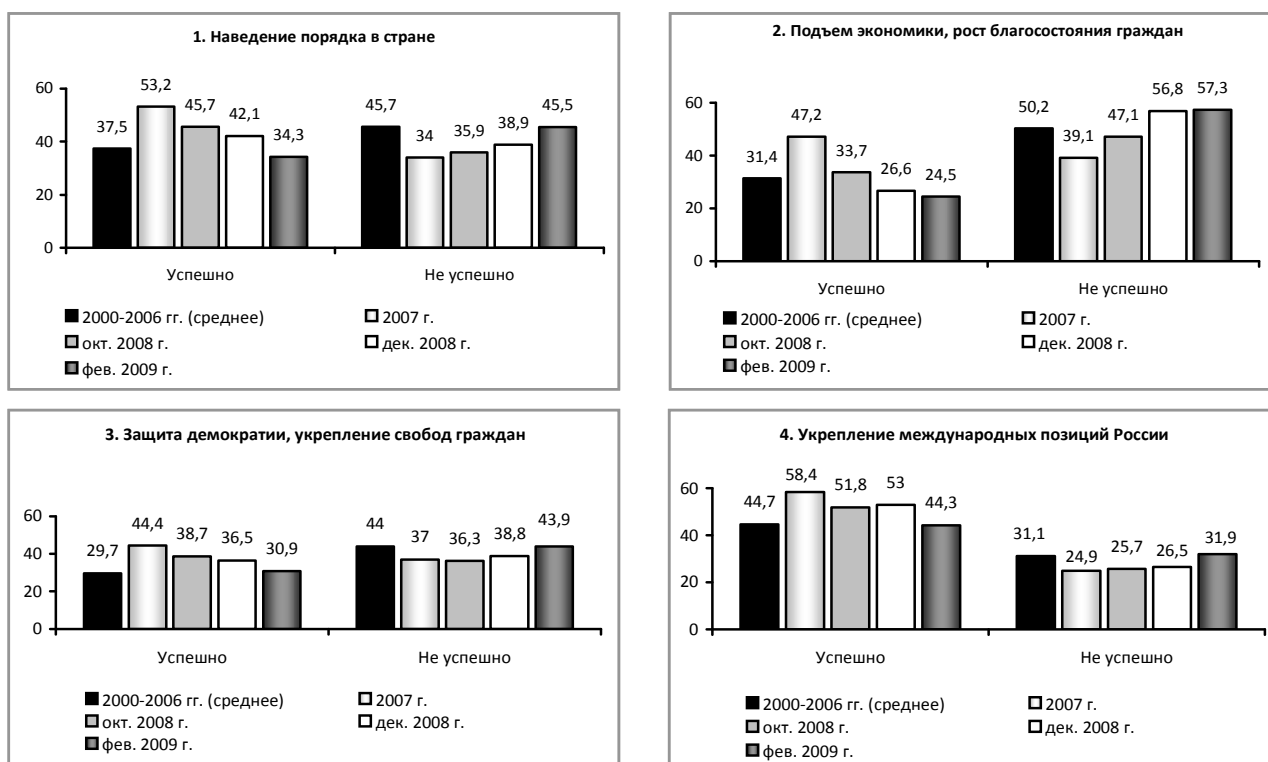 1. Наведение порядка в стране
53,2
37,5 45,7 42,1 34,3 45,7 34 35,9 38,9 45,5
60
40
20
0
Успешно Не успешно
2000-2006 гг. (среднее) 2007 г.
окт. 2008 г. дек. 2008 г.
фев. 2009 г.
2. Подъем экономики, рост благосостояния граждан
31,4 47,2 33,7 26,6 24,5 50,2 39,1 47,1 56,8 57,3
60
40
20
0
Успешно Не успешно
2000-2006 гг. (среднее) 2007 г.
окт. 2008 г. дек. 2008 г.
фев. 2009 г.
3. Защита демократии, укрепление свобод граждан
29,7 44,4 38,7 36,5 30,9 44 37 36,3 38,8 43,9
60
40
20
0
Успешно Не успешно
2000-2006 гг. (среднее) 2007 г.
окт. 2008 г. дек. 2008 г.
фев. 2009 г.
4. Укрепление международных позиций России
44,7 58,4 51,8 53 44,3 31,1 24,9 25,7 26,5 31,9
60
40
20
0
Успешно Не успешно
2000-2006 гг. (среднее) 2007 г.
окт. 2008 г. дек. 2008 г.
фев. 2009 г.